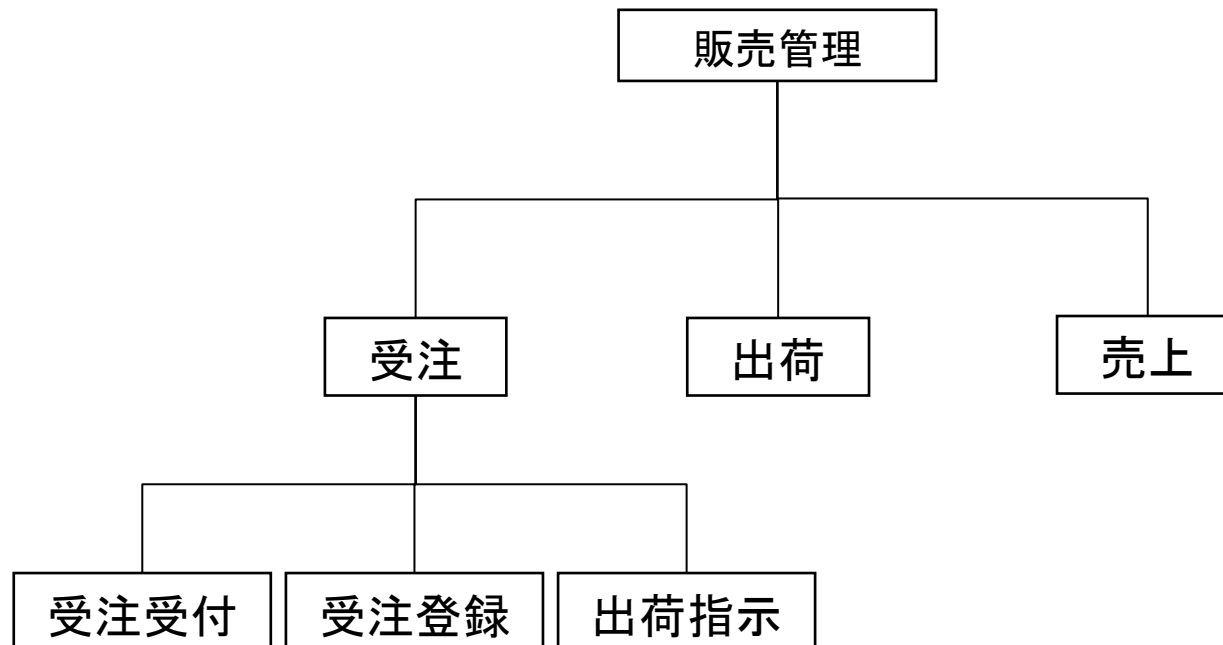 販売管理
受注
出荷
売上
受注受付
受注登録
出荷指示